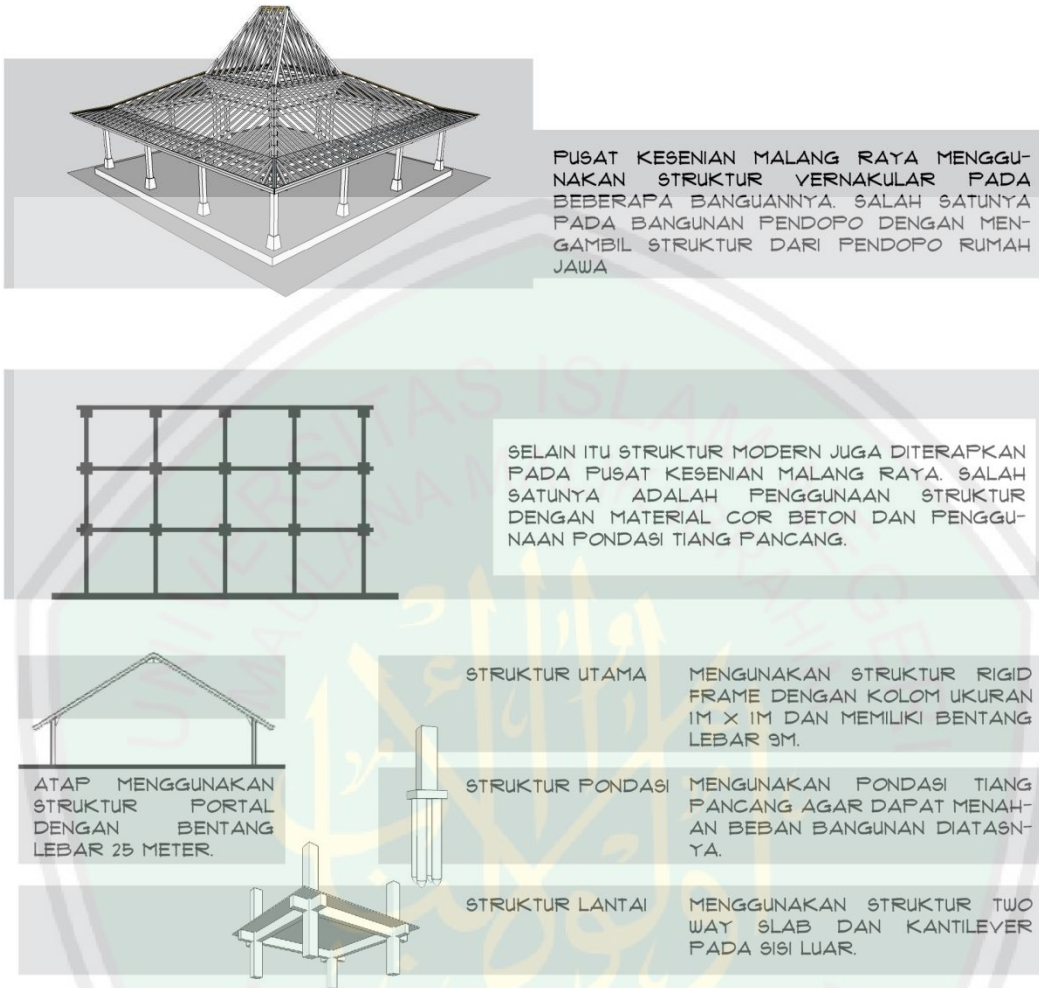 PUSAT KESENIAN MALANG RAYA MENGGU-
NAKAN STRUKTUR VERNAKULAR PADA
BEBERAPA BANGUANNYA. SALAH SATUNYA
PADA BANGUNAN PENDOPO DENGAN MEN-
GAMBIL STRUKTUR DARI PENDOPO RUMAH
JAWA
SELAIN ITU STRUKTUR MODERN JUGA DITERAPKAN
PADA PUSAT KESENIAN MALANG RAYA. SALAH
SATUNYA ADALAH PENGGUNAAN STRUKTUR
DENGAN MATERIAL COR BETON DAN PENGGU-
NAAN PONDASI TIANG PANCANG.
ATAP MENGGUNAKAN
STRUKTUR PORTAL
DENGAN BENTANG
LEBAR 25 METER.
STRUKTUR UTAMA
MENGUNAKAN STRUKTUR RIGID
FRAME DENGAN KOLOM UKURAN
1M X 1M DAN MEMILIKI BENTANG
LEBAR 9M.
STRUKTUR PONDASI
MENGUNAKAN PONDASI TIANG
PANCANG AGAR DAPAT MENAH-
AN BEBAN BANGUNAN DIATASN-
YA.
STRUKTUR LANTAI
MENGGUNAKAN STRUKTUR TWO
WAY SLAB DAN KANTILEVER
PADA SISI LUAR.
UNIVERSITAS ISLAM NEGERI